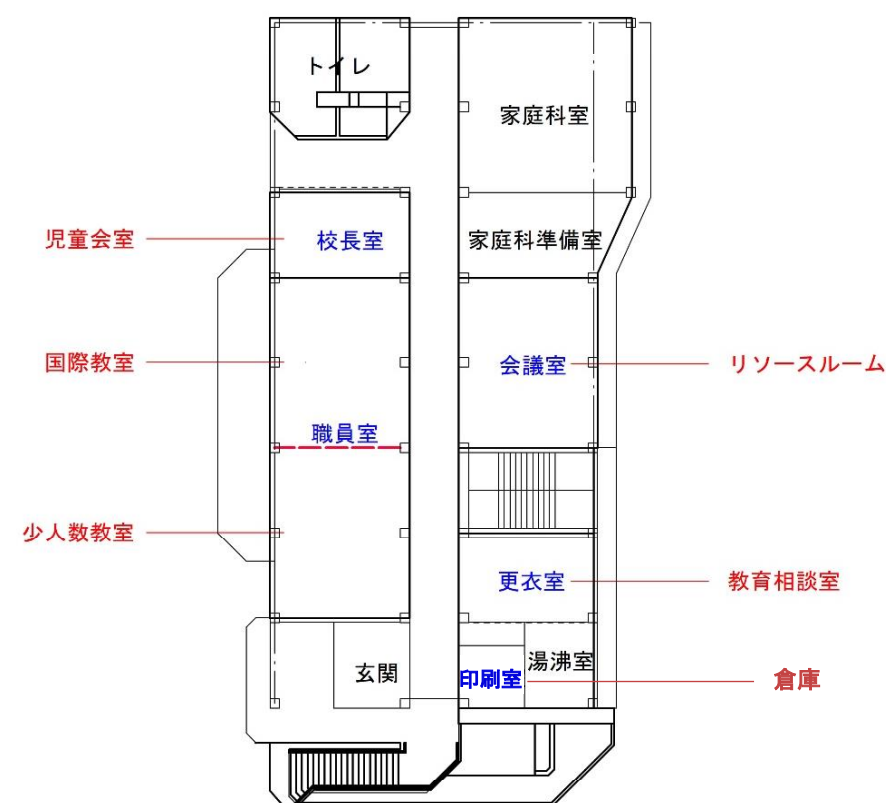 トイレ
家庭科室
児童会室
校長室
家庭科準備室
国際教室
会議室
リソースルーム
職員室
少人数教室
更衣室
教育相談室
玄関
印刷室
湯沸室
倉庫